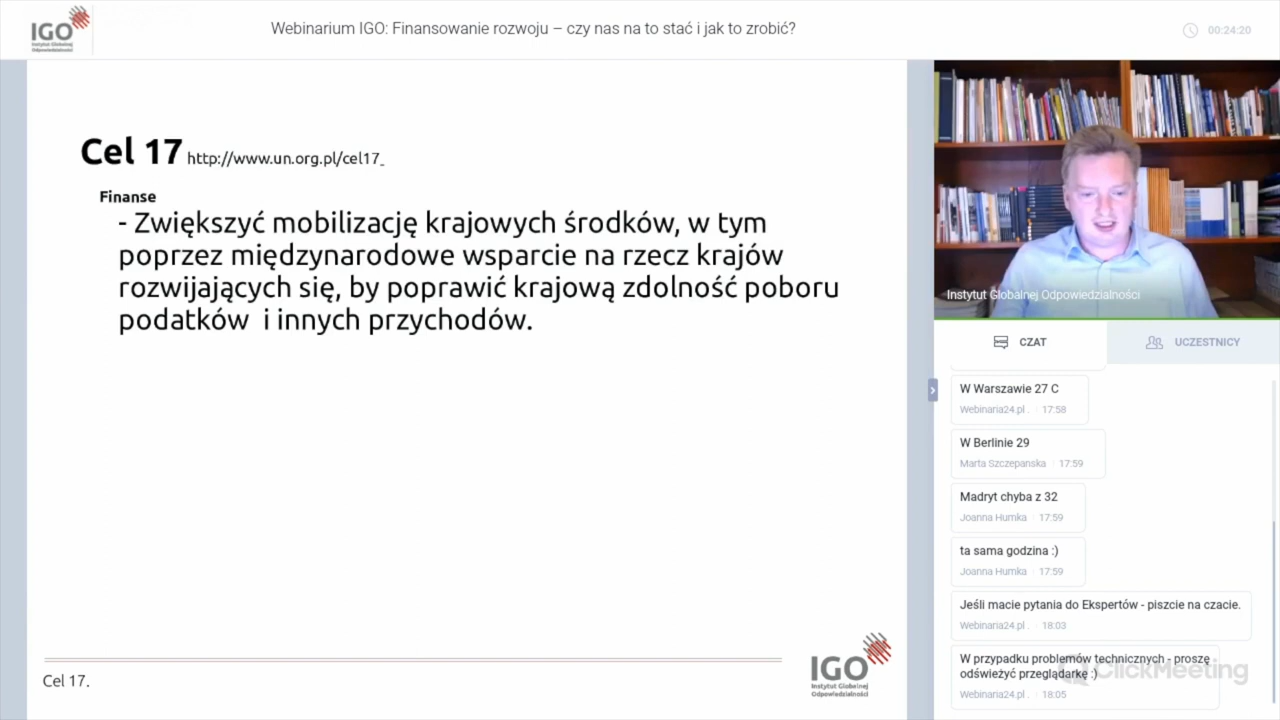 IGO
Instytut Globalnej
Odpowiedzialności
Webinarium IGO: Finansowanie rozwoju – czy nas na to stać i jak to zrobić?
00:24:20
Cel 17 http://www.un.org.pl/cel17_
Finanse
- Zwiększyć mobilizację krajowych środków, w tym
poprzez międzynarodowe wsparcie na rzecz krajów
rozwijających się, by poprawić krajową zdolność poboru
podatków i innych przychodów.
Cel 17.
IGO
Instytut Globalnej
Odpowiedzialności
Instytut Globalnej Odpowiedzialności
CZAT
UCZESTNICY
W Warszawie 27 C
Webinaria24.pl . 17:58
W Berlinie 29
Marta Szczepanska 17:59
Madryt chyba z 32
Joanna Humka 17:59
ta sama godzina :)
Joanna Humka 17:59
Jeśli macie pytania do Ekspertów - piszcie na czacie.
Webinaria24.pl . 18:03
W przypadku problemów technicznych - proszę
odświeżyć przeglądarkę :)
Webinaria24.pl . 18:05
ClickMeeting